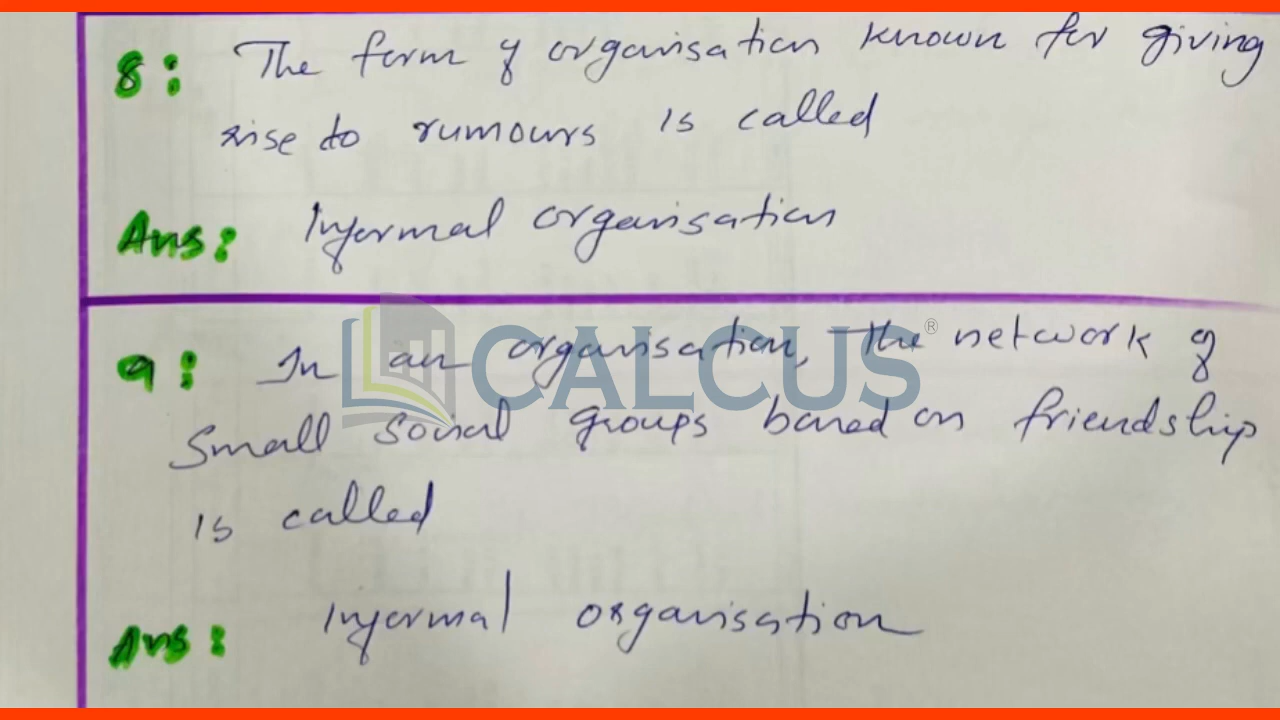 8: The form of organisation known for giving
rise to rumours is called
Ans: Informal organisation
CALCUS®
9: In an organisation, the network of
small social groups based on friendship
is called
Ans: Informal organisation